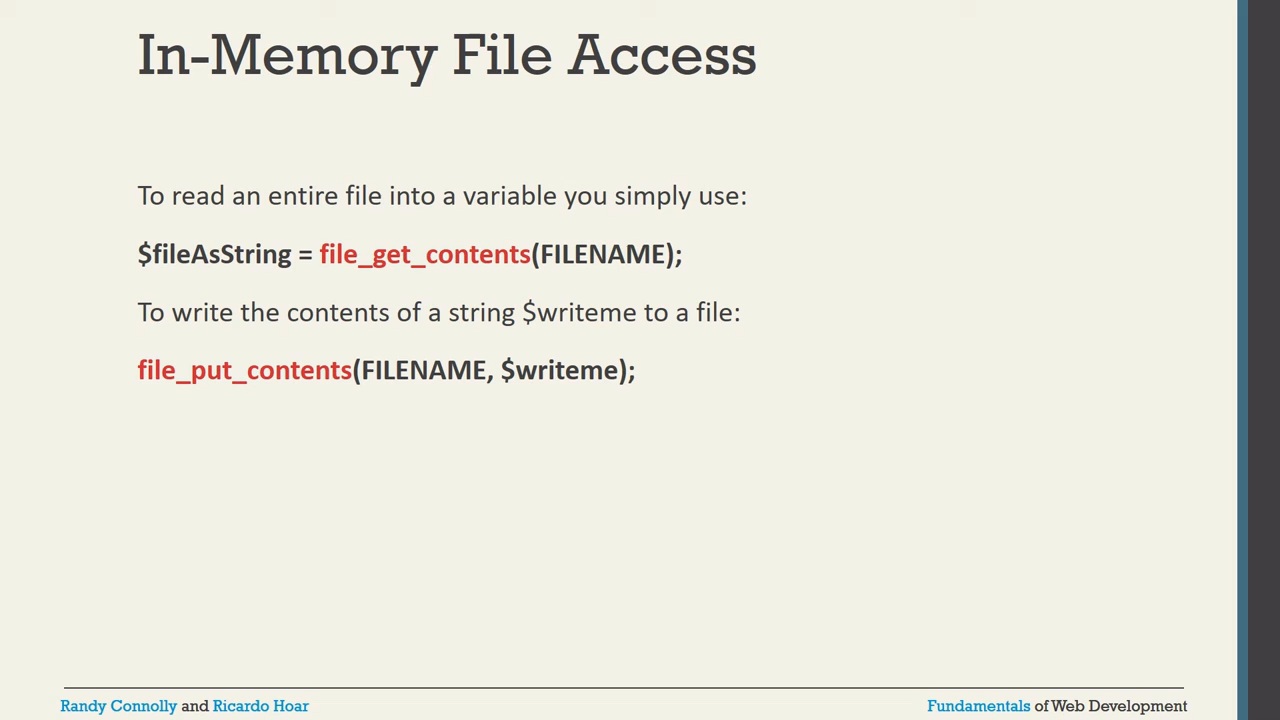 In-Memory File Access
To read an entire file into a variable you simply use:
$fileAsString = file_get_contents(FILENAME);
To write the contents of a string $writeme to a file:
file_put_contents(FILENAME, $writeme);
Randy Connolly and Ricardo Hoar
Fundamentals of Web Development